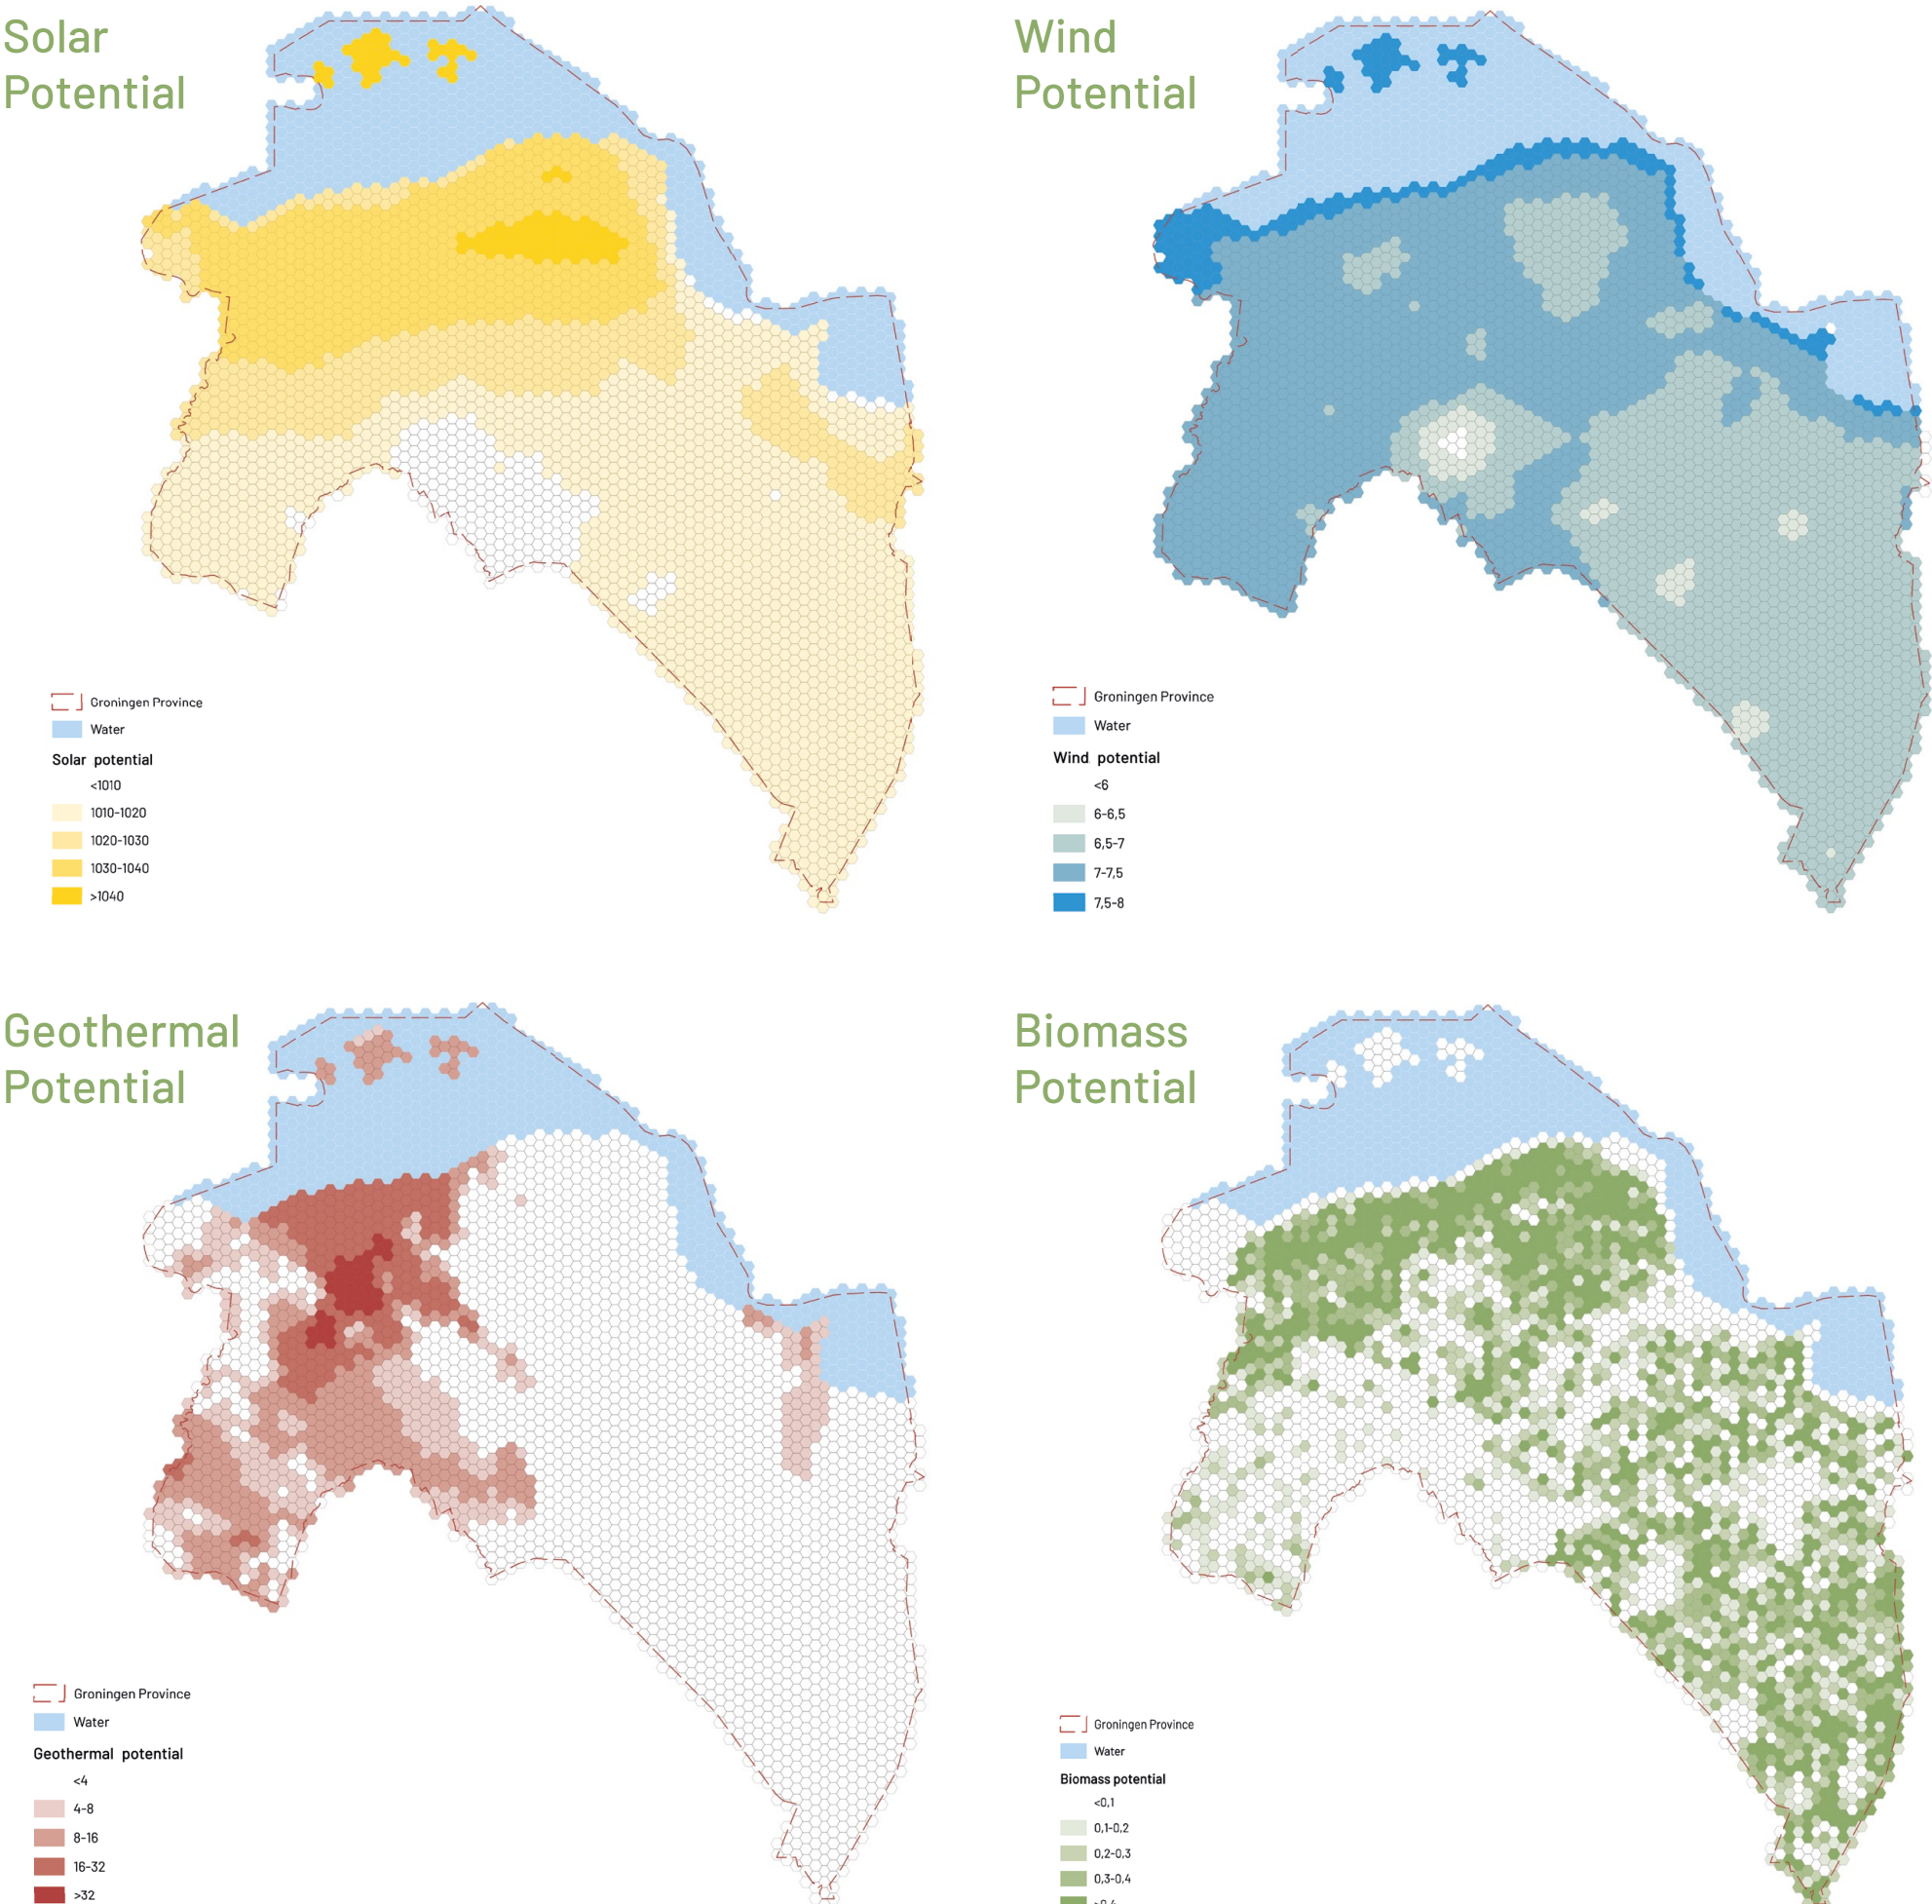 Solar
Potential
Groningen Province
Water
Solar potential
<1010
1010-1020
1020-1030
1030-1040
>1040
Wind
Potential
Groningen Province
Water
Wind potential
<6
6-6,5
6,5-7
7-7,5
7,5-8
Geothermal
Potential
Groningen Province
Water
Geothermal potential
<4
4-8
8-16
16-32
>32
Biomass
Potential
Groningen Province
Water
Biomass potential
<0,1
0,1-0,2
0,2-0,3
0,3-0,4